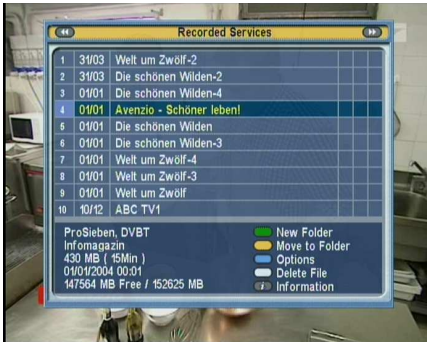 Recorded Services
1 31/03 Welt um Zwölf-2
2 31/03 Die schönen Wilden-2
3 01/01 Die schönen Wilden-4
4 01/01 Avenzio - Schöner leben!
5 01/01 Die schönen Wilden
6 01/01 Die schönen Wilden-3
7 01/01 Welt um Zwölf-4
8 01/01 Welt um Zwölf-3
9 01/01 Welt um Zwölf
10 10/12 ABC TV1
ProSieben, DVBT
Infomagazin
430 MB ( 15Min )
01/01/2004 00:01
147564 MB Free / 152625 MB
New Folder
Move to Folder
Options
Delete File
i Information